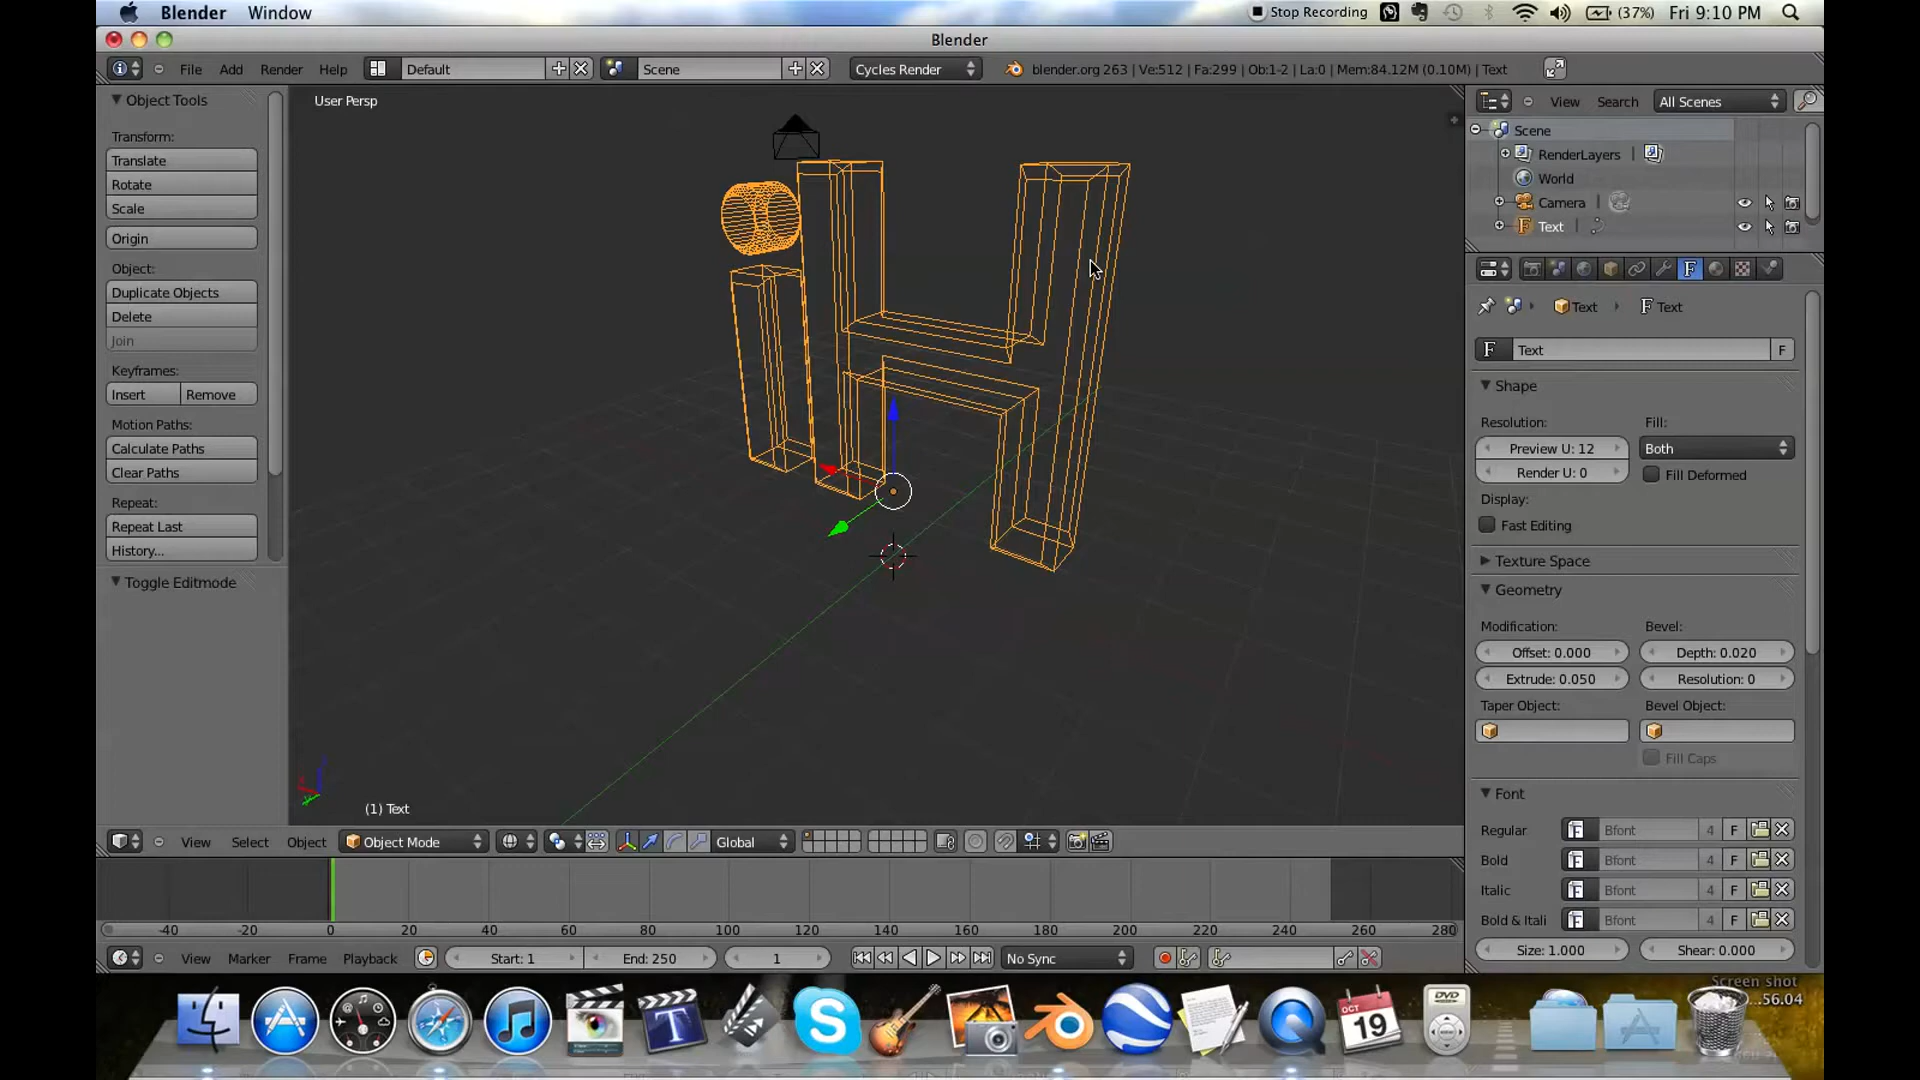 Blender Window Stop Recording (37%) Fri 9:10 PM
Blender
File Add Render Help Default Scene Cycles Render blender.org 263 | Ve:512 | Fa:299 | Ob:1-2 | La:0 | Mem:84.12M (0.10M) | Text
Object Tools
Transform:
Translate
Rotate
Scale
Origin
Object:
Duplicate Objects
Delete
Join
Keyframes:
Insert Remove
Motion Paths:
Calculate Paths
Clear Paths
Repeat:
Repeat Last
History...
Toggle Editmode
User Persp
(1) Text
View Search All Scenes
Scene
RenderLayers
World
Camera
Text
Text Text
Text F
Shape
Resolution: Fill:
Preview U: 12 Both
Render U: 0 Fill Deformed
Display:
Fast Editing
Texture Space
Geometry
Modification: Bevel:
Offset: 0.000 Depth: 0.020
Extrude: 0.050 Resolution: 0
Taper Object: Bevel Object:
Fill Caps
Font
Regular Bfont 4 F
Bold Bfont 4 F
Italic Bfont 4 F
Bold & Itali Bfont 4 F
Size: 1.000 Shear: 0.000
View Select Object Object Mode Global
-40 -20 0 20 40 60 80 100 120 140 160 180 200 220 240 260 280
View Marker Frame Playback Start: 1 End: 250 1 No Sync
Screen shot
...56.04
OCT
19
DVD